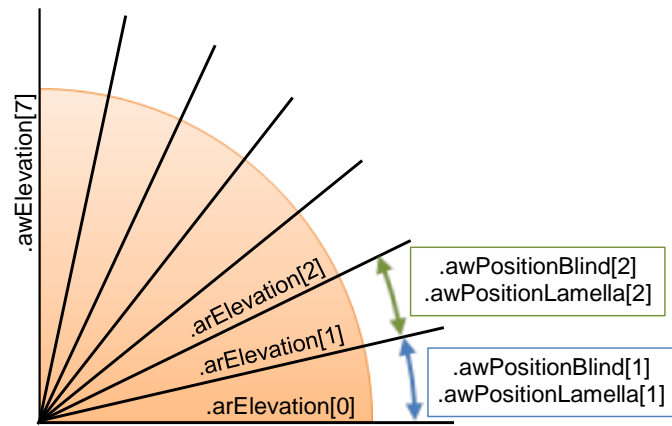 .awElevation[7]
.arElevation[2]
.arElevation[1]
.arElevation[0]
.awPositionBlind[2]
.awPositionLamella[2]
.awPositionBlind[1]
.awPositionLamella[1]